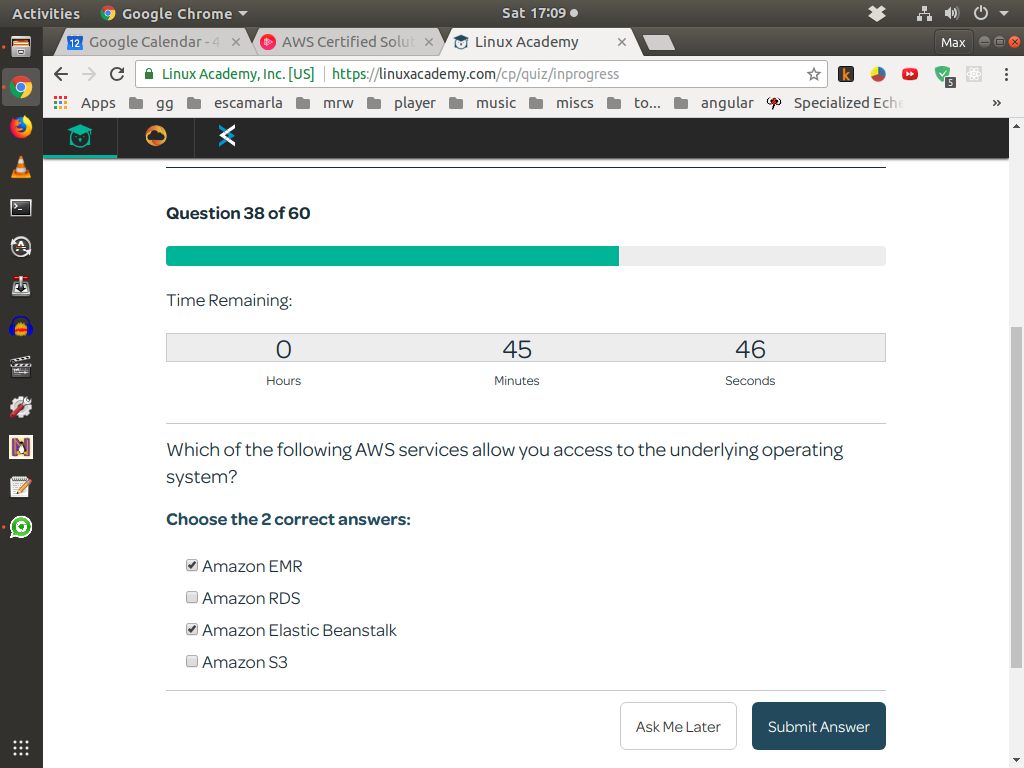 Activities Google Chrome Sat 17:09
12 Google Calendar - 4 AWS Certified Solut Linux Academy Max
Linux Academy, Inc. [US] https://linuxacademy.com/cp/quiz/inprogress k 5
Apps gg escamarla mrw player music miscs to... angular Specialized Eche »
Question 38 of 60
Time Remaining:
0 45 46
Hours Minutes Seconds
Which of the following AWS services allow you access to the underlying operating
system?
Choose the 2 correct answers:
Amazon EMR
Amazon RDS
Amazon Elastic Beanstalk
Amazon S3
Ask Me Later Submit Answer